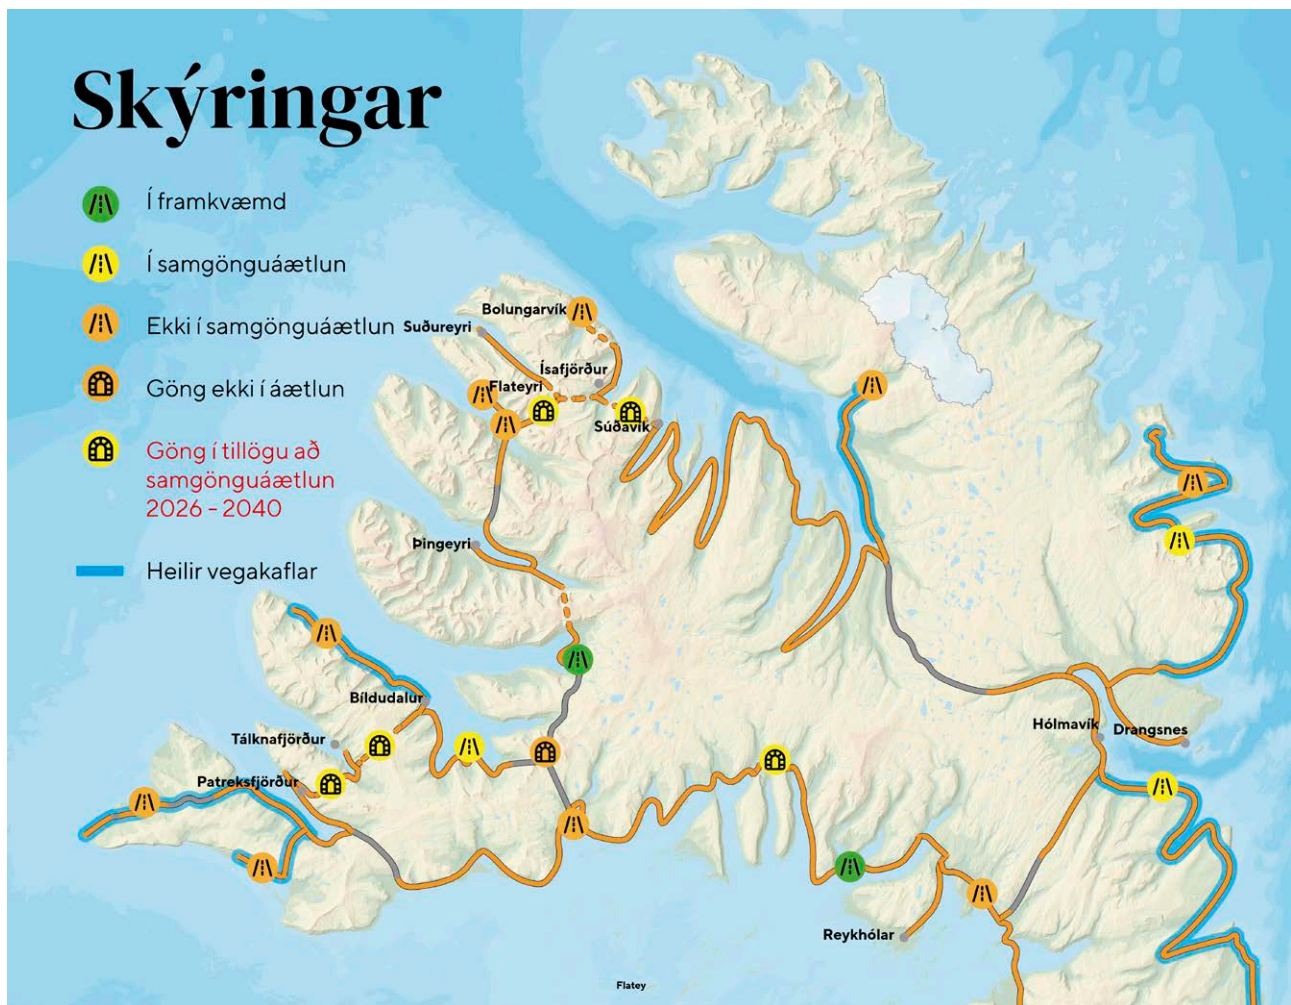 Skýringar
Í framkvæmd
Í samgönguáætlun
Ekki í samgönguáætlun
Göng ekki í áætlun
Göng í tillögu að
samgönguáætlun
2026 - 2040
Heilir vegakaflar
Bolungarvík
Suðureyri
Ísafjörður
Flateyri
Súðavík
Þingeyri
Bíldudalur
Tálknafjörður
Patreksfjörður
Hólmavík
Drangsnes
Reykhólar
Flatey